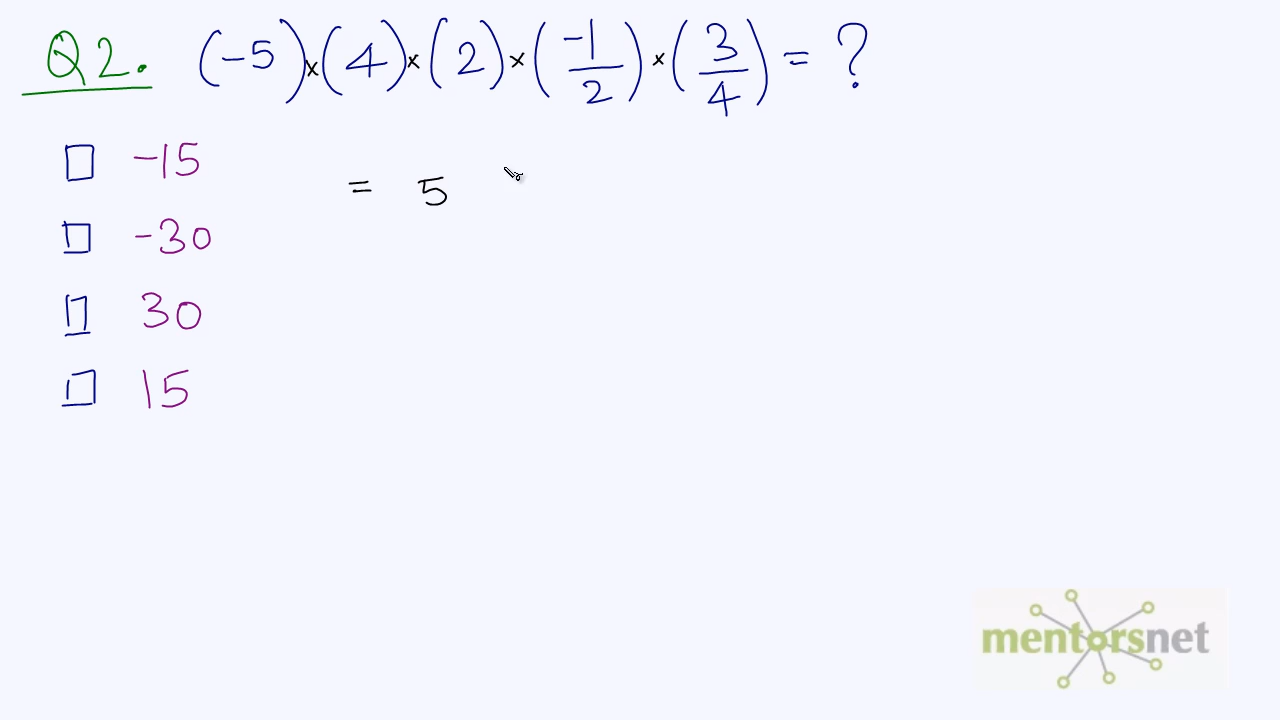 Q2. (-5)×(4)×(2)×(-1/2)×(3/4) = ?
-15
= 5
-30
30
15
mentorsnet